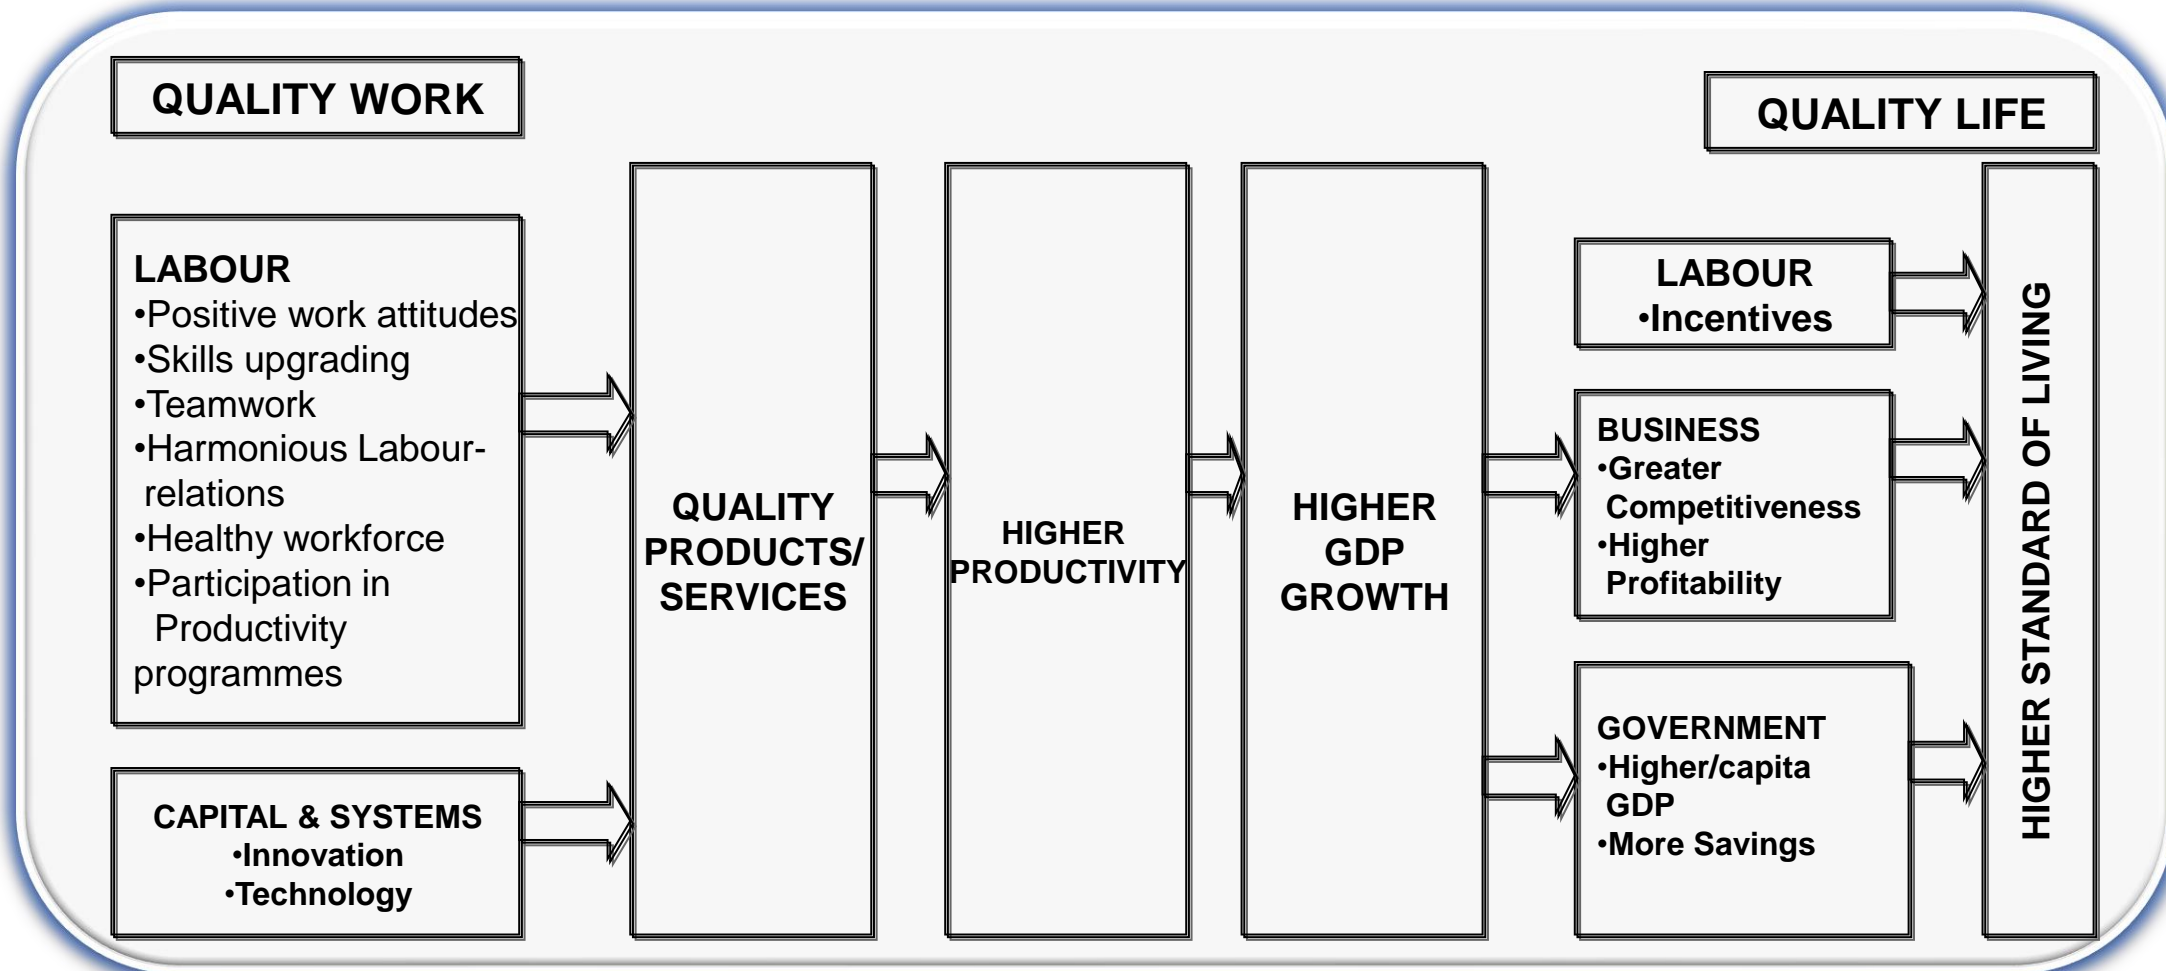 QUALITY WORK
QUALITY LIFE
LABOUR
•Positive work attitudes
•Skills upgrading
•Teamwork
•Harmonious Labour-
relations
•Healthy workforce
•Participation in
Productivity
programmes
CAPITAL & SYSTEMS
•Innovation
•Technology
QUALITY
PRODUCTS/
SERVICES
HIGHER
PRODUCTIVITY
HIGHER
GDP
GROWTH
LABOUR
•Incentives
BUSINESS
•Greater
Competitiveness
•Higher
Profitability
GOVERNMENT
•Higher/capita
GDP
•More Savings
HIGHER STANDARD OF LIVING